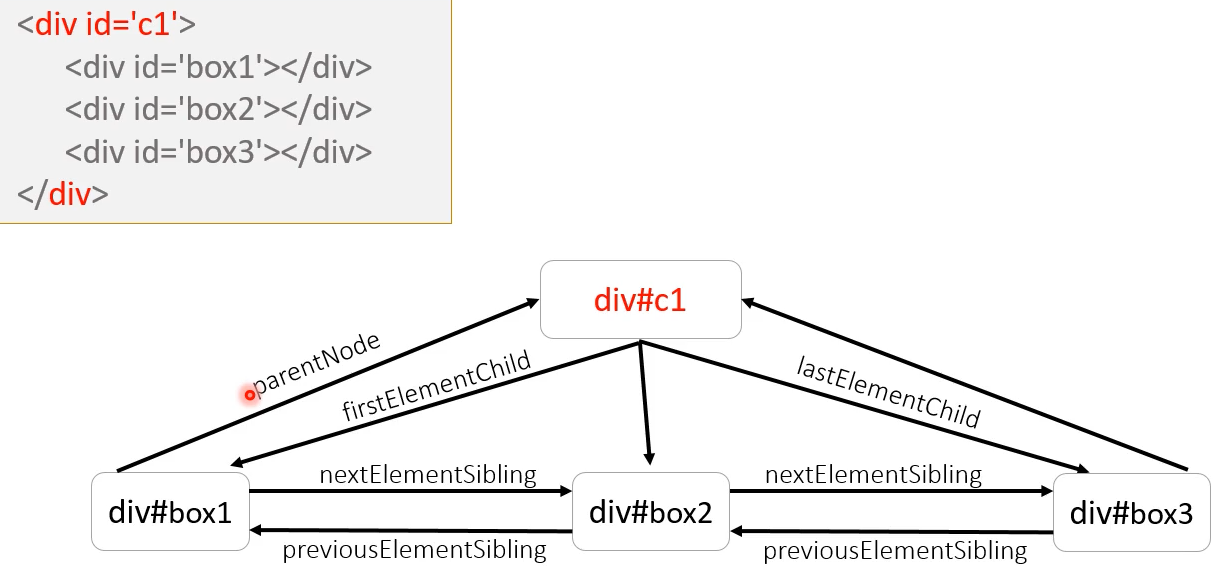 <div id='c1'>
<div id='box1'></div>
<div id='box2'></div>
<div id='box3'></div>
</div>
div#c1
parentNode
firstElementChild
lastElementChild
nextElementSibling
nextElementSibling
div#box1
div#box2
div#box3
previousElementSibling
previousElementSibling